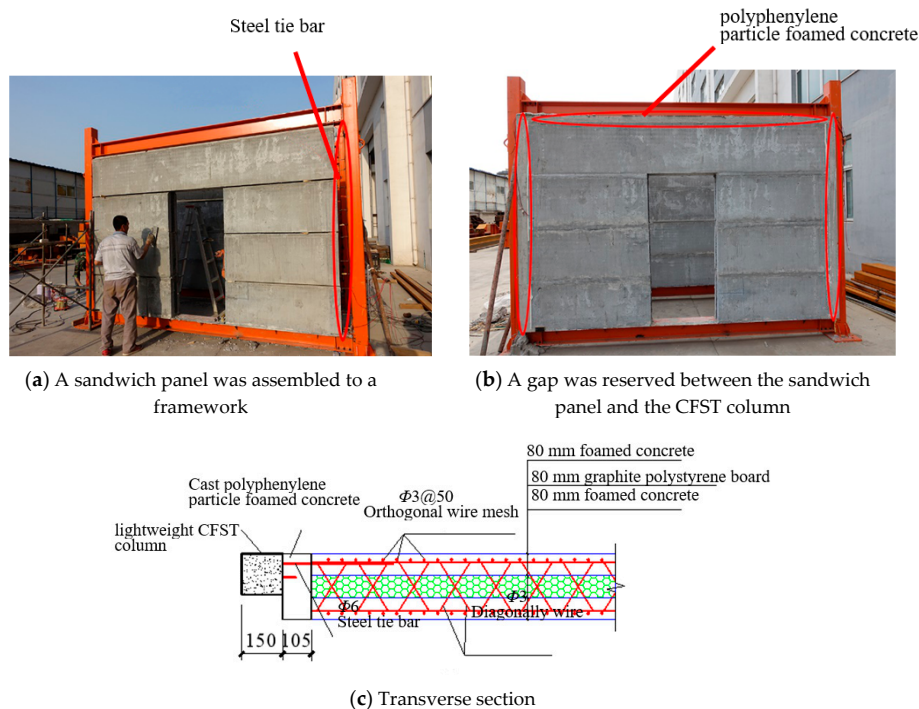 Steel tie bar
polyphenylene
particle foamed concrete
(a) A sandwich panel was assembled to a
framework
(b) A gap was reserved between the sandwich
panel and the CFST column
80 mm foamed concrete
80 mm graphite polystyrene board
80 mm foamed concrete
Cast polyphenylene
particle foamed concrete
Φ3@50
Orthogonal wire mesh
lightweight CFST
column
Φ6
Steel tie bar
Φ3
Diagonally wire
150
105
(c) Transverse section